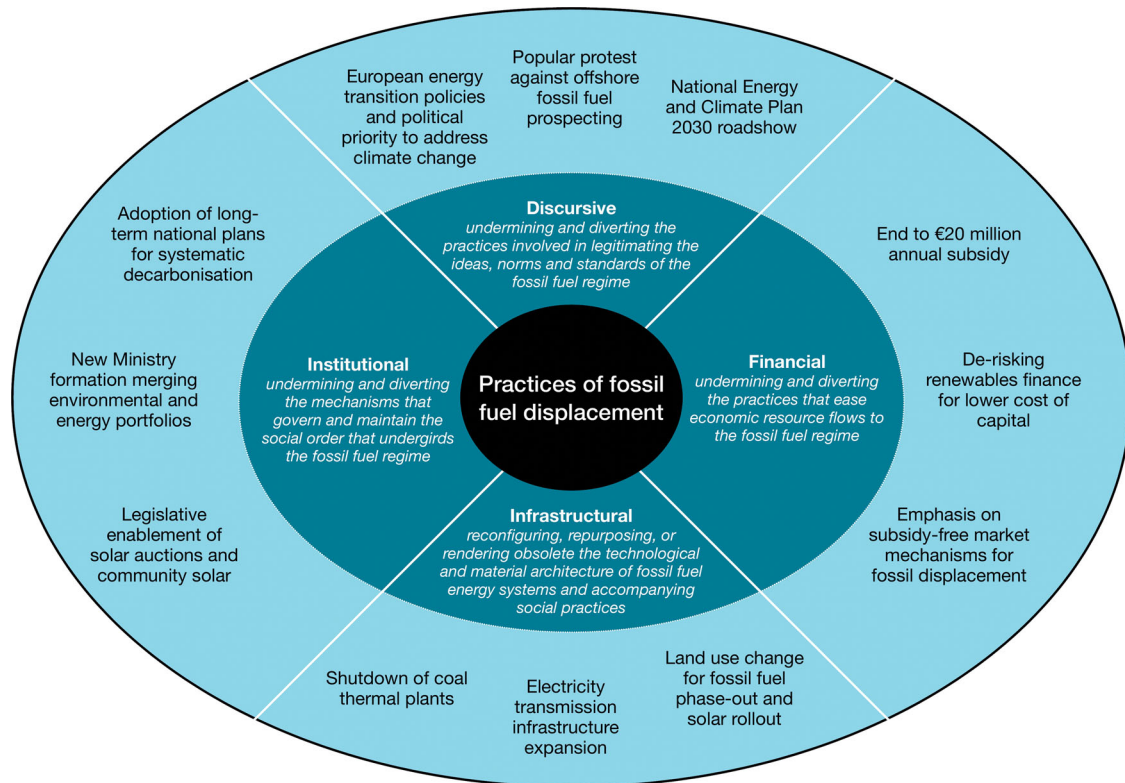 European energy
transition policies
and political
priority to address
climate change
Popular protest
against offshore
fossil fuel
prospecting
National Energy
and Climate Plan
2030 roadshow
Adoption of long-
term national plans
for systematic
decarbonisation
New Ministry
formation merging
environmental and
energy portfolios
Legislative
enablement of
solar auctions and
community solar
Discursive
undermining and diverting the
practices involved in legitimating the
ideas, norms and standards of the
fossil fuel regime
Institutional
undermining and diverting
the mechanisms that
govern and maintain the
social order that undergirds
the fossil fuel regime
Practices of fossil
fuel displacement
Financial
undermining and diverting
the practices that ease
economic resource flows to
the fossil fuel regime
Infrastructural
reconfiguring, repurposing, or
rendering obsolete the technological
and material architecture of fossil fuel
energy systems and accompanying
social practices
End to €20 million
annual subsidy
De-risking
renewables finance
for lower cost of
capital
Emphasis on
subsidy-free market
mechanisms for
fossil displacement
Shutdown of coal
thermal plants
Electricity
transmission
infrastructure
expansion
Land use change
for fossil fuel
phase-out and
solar rollout